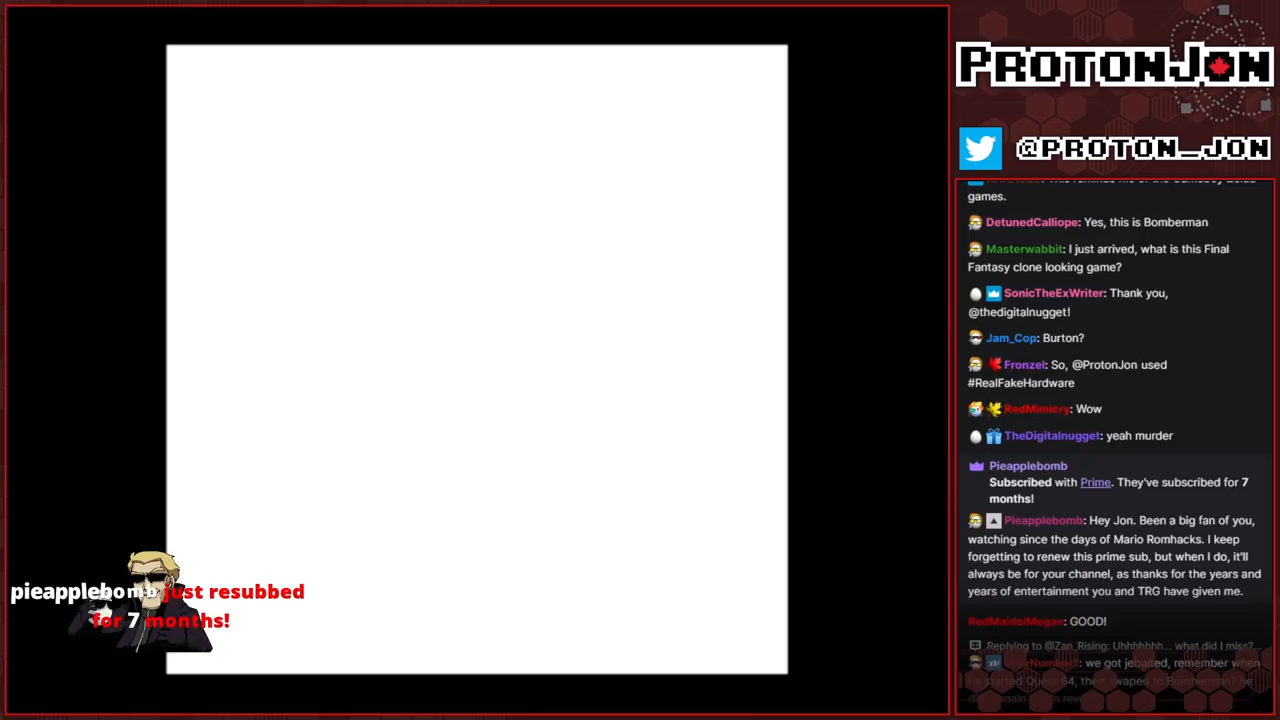 PROTONJON
@PROTON_JON
games.
DetunedCalliope: Yes, this is Bomberman
Masterwabbit: I just arrived, what is this Final
Fantasy clone looking game?
SonicTheExWriter: Thank you,
@thedigitalnugget!
Jam_Cop: Burton?
Fronzel: So, @ProtonJon used
#RealFakeHardware
RedMimicry: Wow
TheDigitalnugget: yeah murder
Pieapplebomb
Subscribed with Prime. They've subscribed for 7
months!
Pieapplebomb: Hey Jon. Been a big fan of you,
watching since the days of Mario Romhacks. I keep
forgetting to renew this prime sub, but when I do, it'll
always be for your channel, as thanks for the years and
years of entertainment you and TRG have given me.
RedMaidofMegan: GOOD!
Replying to @Zan_Rising: Uhhhhhhh... what did I miss?...
we got jebaited, remember when
started Quest 64, then swaped to Bomberman? he
again
pieapplebomb just resubbed
for 7 months!